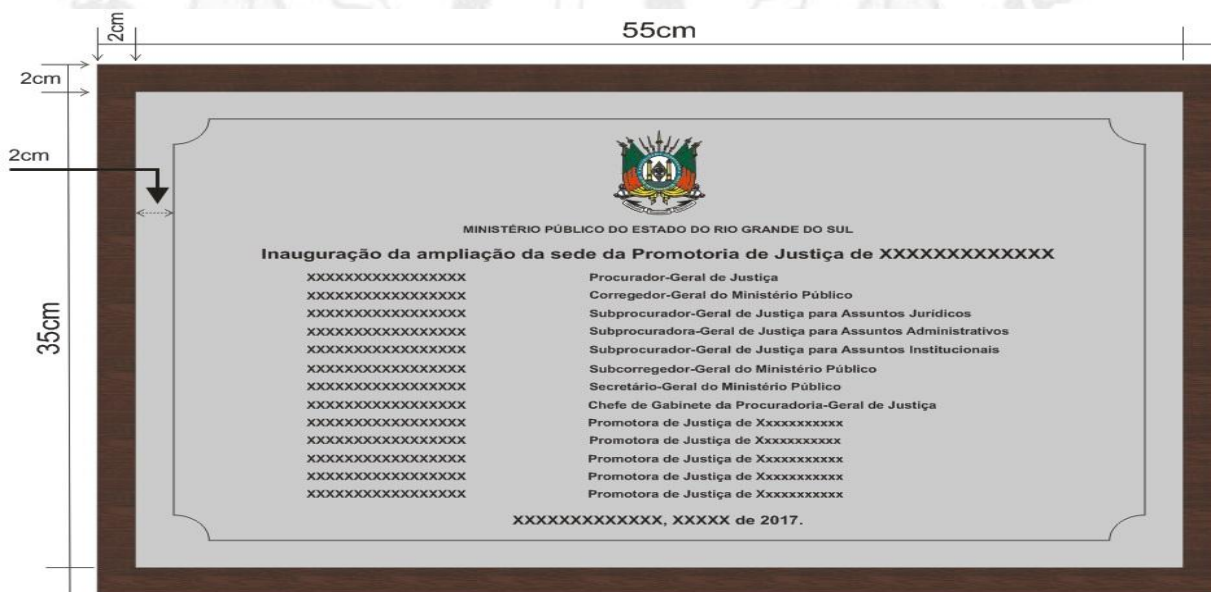 55cm
2cm
2cm
2cm
35cm
MINISTÉRIO PÚBLICO DO ESTADO DO RIO GRANDE DO SUL
Inauguração da ampliação da sede da Promotoria de Justiça de XXXXXXXXXXXXX
XXXXXXXXXXXXXXXXX Procurador-Geral de Justiça
XXXXXXXXXXXXXXXXX Corregedor-Geral do Ministério Público
XXXXXXXXXXXXXXXXX Subprocurador-Geral de Justiça para Assuntos Jurídicos
XXXXXXXXXXXXXXXXX Subprocuradora-Geral de Justiça para Assuntos Administrativos
XXXXXXXXXXXXXXXXX Subprocurador-Geral de Justiça para Assuntos Institucionais
XXXXXXXXXXXXXXXXX Subcorregedor-Geral do Ministério Público
XXXXXXXXXXXXXXXXX Secretário-Geral do Ministério Público
XXXXXXXXXXXXXXXXX Chefe de Gabinete da Procuradoria-Geral de Justiça
XXXXXXXXXXXXXXXXX Promotora de Justiça de Xxxxxxxxxxx
XXXXXXXXXXXXXXXXX Promotora de Justiça de Xxxxxxxxxxx
XXXXXXXXXXXXXXXXX Promotora de Justiça de Xxxxxxxxxxx
XXXXXXXXXXXXXXXXX Promotora de Justiça de Xxxxxxxxxxx
XXXXXXXXXXXXXXXXX Promotora de Justiça de Xxxxxxxxxxx
XXXXXXXXXXXXX, XXXXX de 2017.